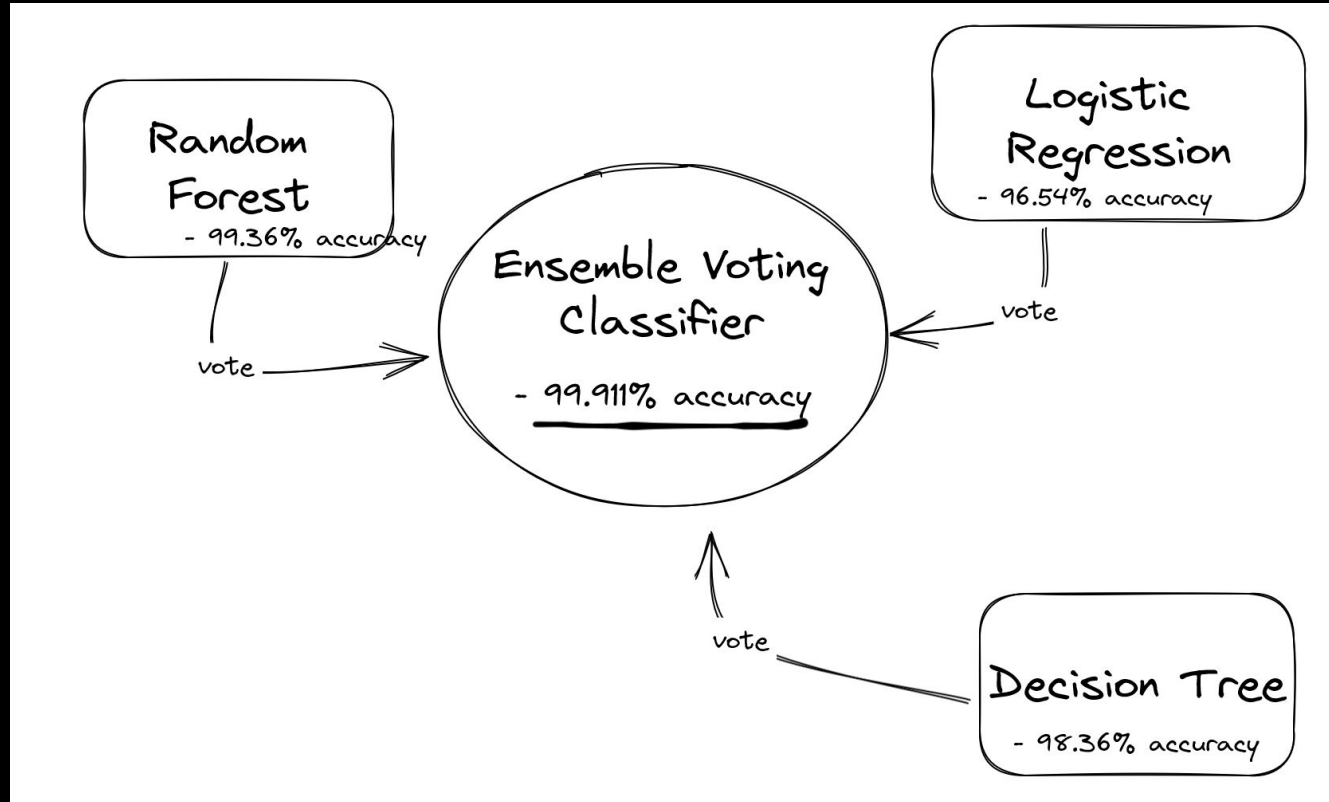 Random
Forest
- 99.36% accuracy
vote
Ensemble Voting
Classifier
- 99.911% accuracy
Logistic
Regression
- 96.54% accuracy
vote
vote
Decision Tree
- 98.36% accuracy